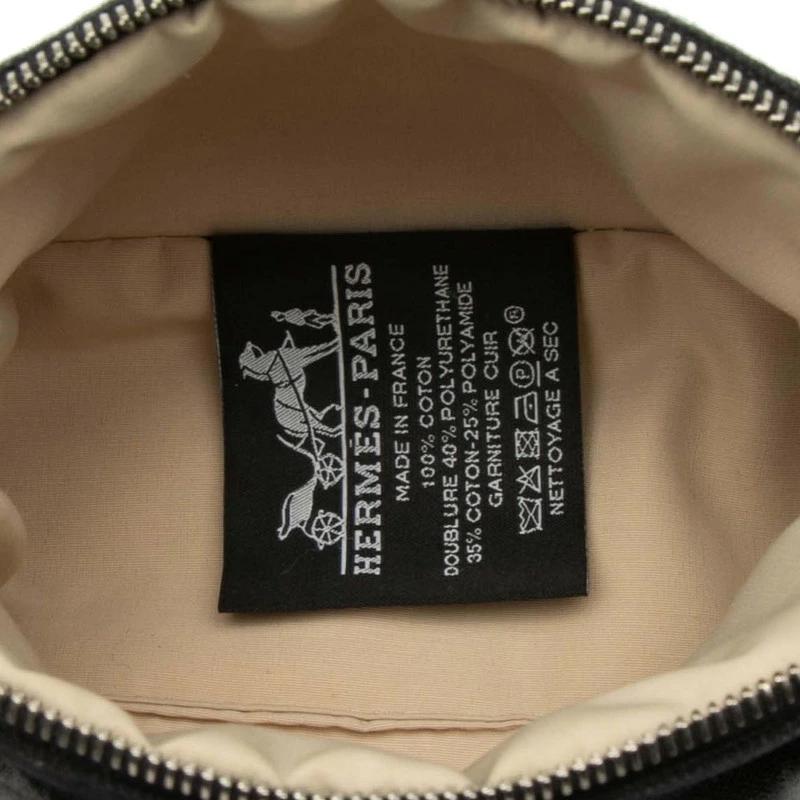 HERMÈS-PARIS
MADE IN FRANCE
100% COTON
DOUBLURE 40% POLYURETHANE
35% COTON-25% POLYAMIDE
GARNITURE CUIR
P ®
NETTOYAGE A SEC